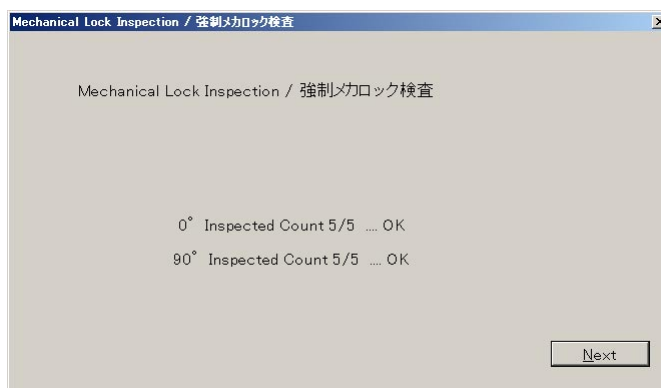 Mechanical Lock Inspection / 強制メカロック検査
Mechanical Lock Inspection / 強制メカロック検査
0° Inspected Count 5/5 .... OK
90° Inspected Count 5/5 .... OK
Next